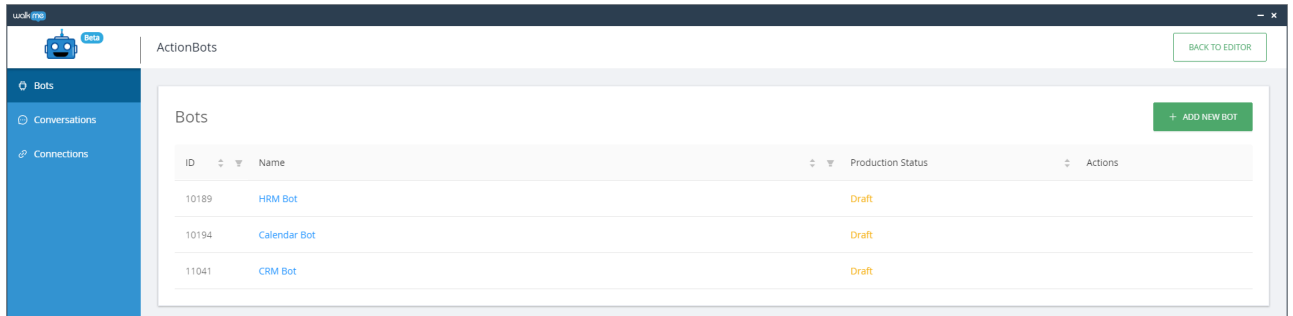 walkme
Beta
ActionBots
BACK TO EDITOR
Bots
Conversations
Connections
Bots
+ ADD NEW BOT
ID Name Production Status Actions
10189 HRM Bot Draft
10194 Calendar Bot Draft
11041 CRM Bot Draft